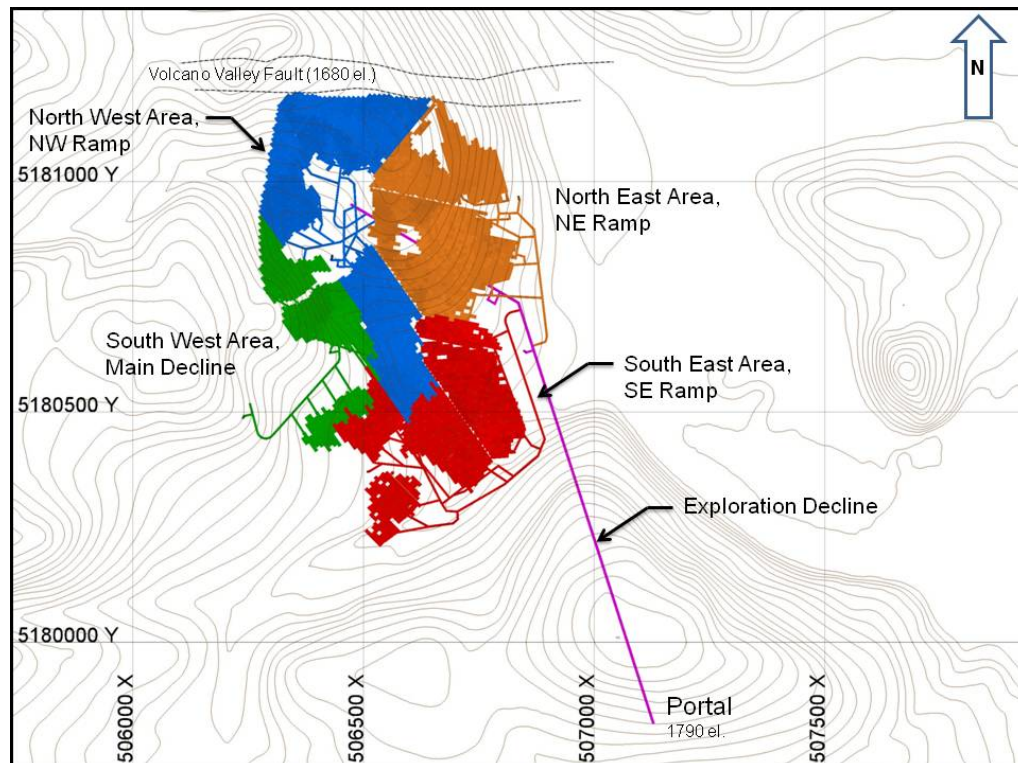 N
Volcano Valley Fault (1680 el.)
North West Area,
NW Ramp
5181000 Y
North East Area,
NE Ramp
South West Area,
Main Decline
South East Area,
SE Ramp
5180500 Y
Exploration Decline
5180000 Y
506000 X
506500 X
507000 X
507500 X
Portal
1790 el.